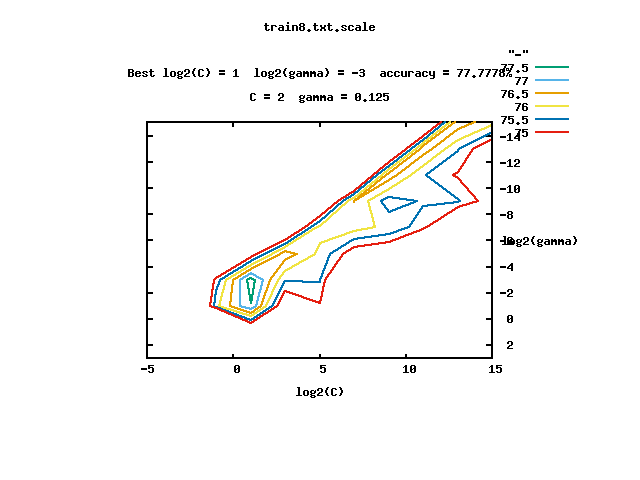 train8.txt.scale
"-"
Best log2(C) = 1 log2(gamma) = -3 accuracy = 77.7778%
77.5
77
C = 2 gamma = 0.125
76.5
76
75.5
75
-14
-12
-10
-8
-6
log2(gamma)
-4
-2
0
2
-5 0 5 10 15
log2(C)